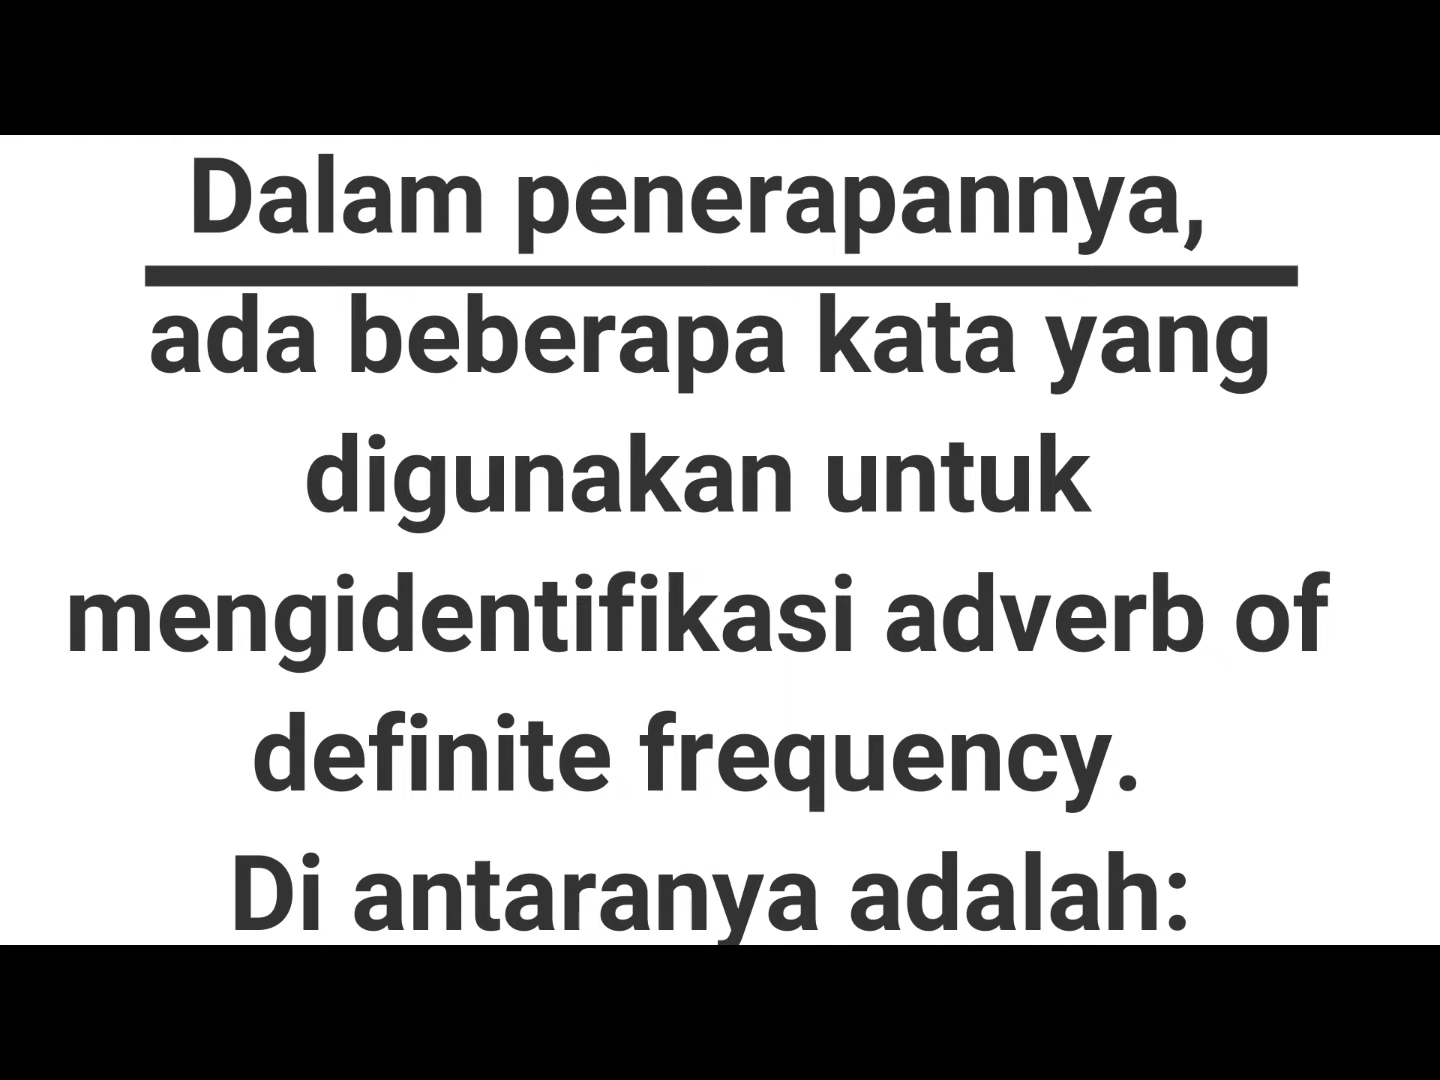 Dalam penerapannya,
ada beberapa kata yang
digunakan untuk
mengidentifikasi adverb of
definite frequency.
Di antaranya adalah: